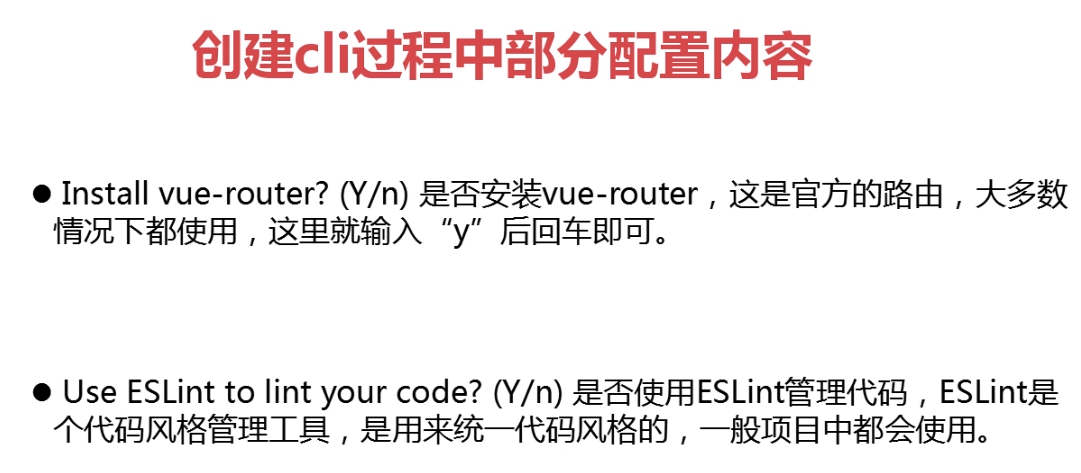 创建cli过程中部分配置内容
● Install vue-router? (Y/n) 是否安装vue-router，这是官方的路由，大多数
情况下都使用，这里就输入“y”后回车即可。
● Use ESLint to lint your code? (Y/n) 是否使用ESLint管理代码，ESLint是
个代码风格管理工具，是用来统一代码风格的，一般项目中都会使用。